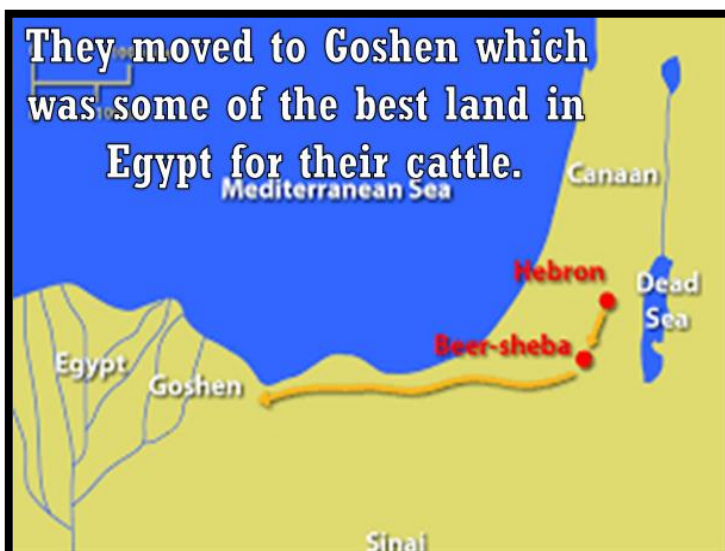 They moved to Goshen which
was some of the best land in
Egypt for their cattle.
Mediterranean Sea
Canaan
Hebron
Dead
Sea
Beer-sheba
Egypt
Goshen
Sinai